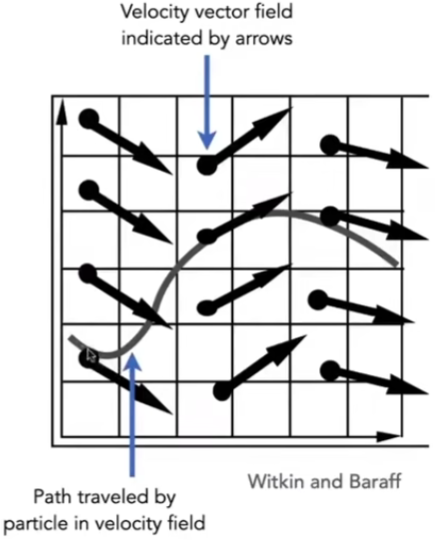 Velocity vector field
indicated by arrows
Witkin and Baraff
Path traveled by
particle in velocity field